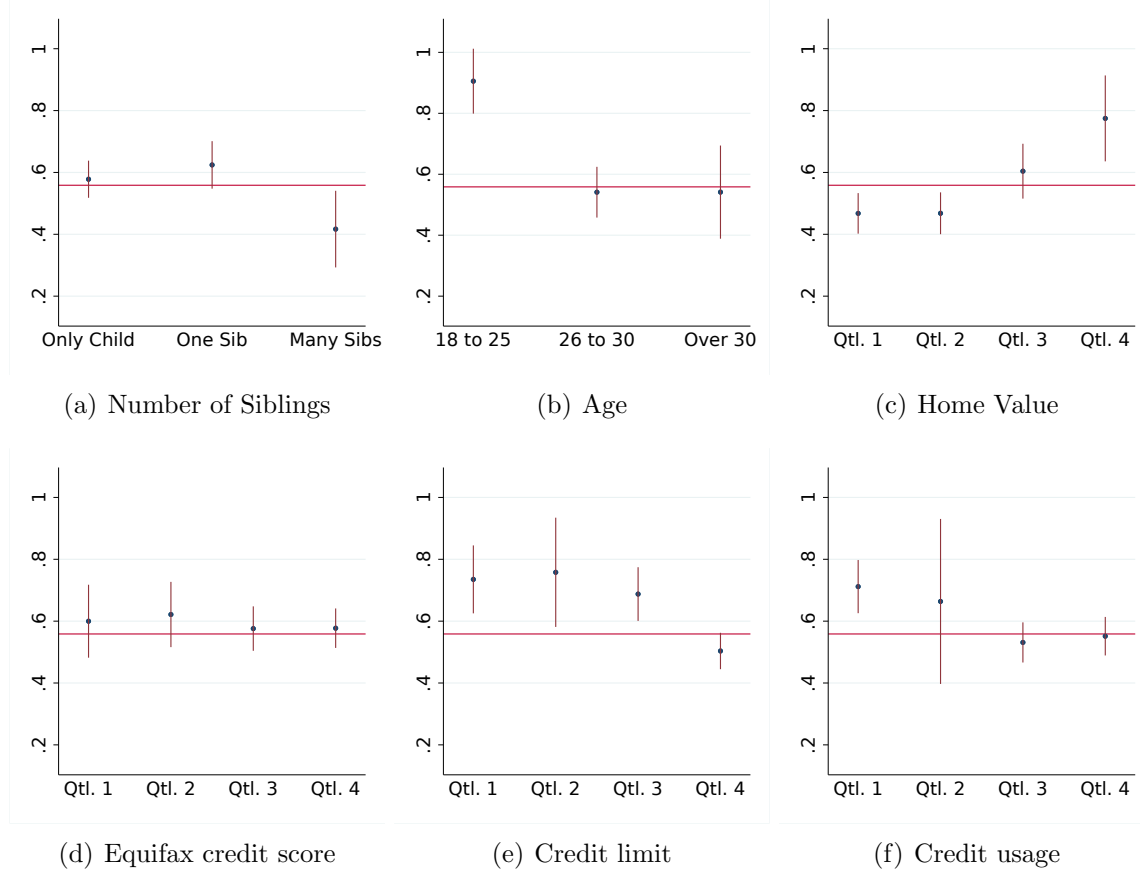 1
.8
.6
.4
.2
Only Child One Sib Many Sibs
(a) Number of Siblings
1
.8
.6
.4
.2
18 to 25 26 to 30 Over 30
(b) Age
1
.8
.6
.4
.2
Qtl. 1 Qtl. 2 Qtl. 3 Qtl. 4
(c) Home Value
1
.8
.6
.4
.2
Qtl. 1 Qtl. 2 Qtl. 3 Qtl. 4
(d) Equifax credit score
1
.8
.6
.4
.2
Qtl. 1 Qtl. 2 Qtl. 3 Qtl. 4
(e) Credit limit
1
.8
.6
.4
.2
Qtl. 1 Qtl. 2 Qtl. 3 Qtl. 4
(f) Credit usage